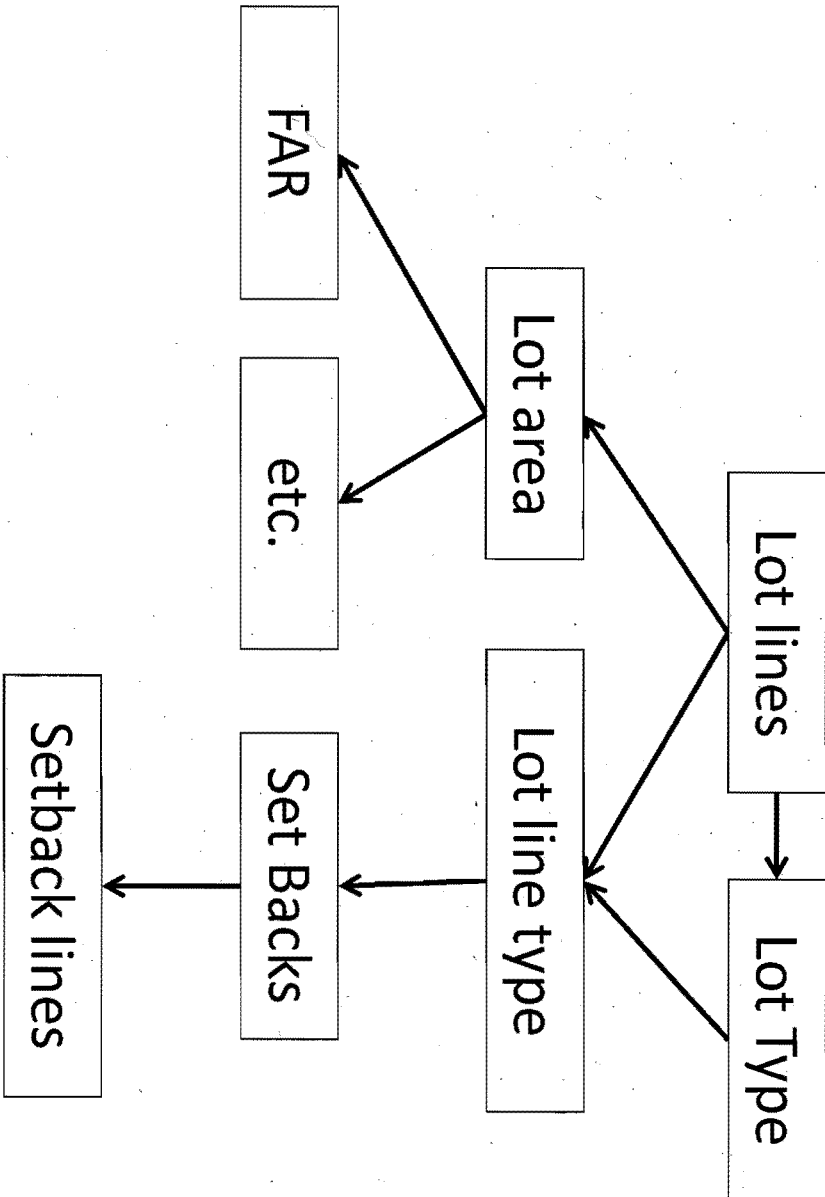 Lot lines
Lot Type
Lot area
Lot line type
FAR
etc.
Set Backs
Setback lines